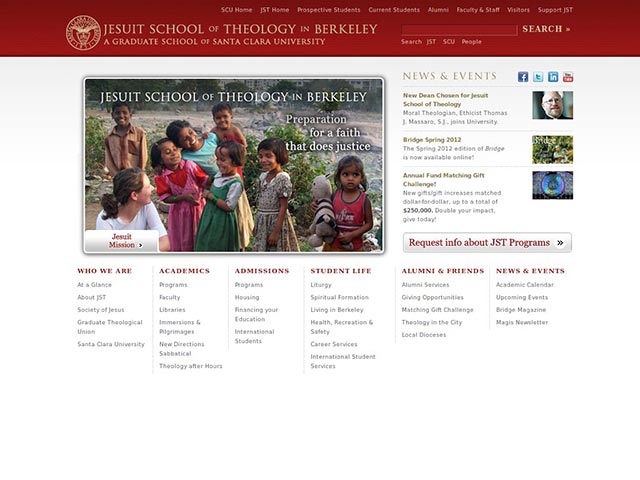 SCU Home JST Home Prospective Students Current Students Alumni Faculty & Staff Visitors Support JST
JESUIT SCHOOL OF THEOLOGY IN BERKELEY
A GRADUATE SCHOOL OF SANTA CLARA UNIVERSITY
SEARCH »
Search JST SCU People
JESUIT SCHOOL OF THEOLOGY IN BERKELEY
Preparation
for a faith
that does justice
Jesuit
Mission
NEWS & EVENTS
New Dean Chosen for Jesuit
School of Theology
Moral Theologian, Ethicist Thomas
J. Massaro, S.J., joins University.
Bridge Spring 2012
The Spring 2012 edition of Bridge
is now available online!
Bridge
Annual Fund Matching Gift
Challenge!
New gifts/gift increases matched
dollar-for-dollar, up to a total of
$250,000. Double your impact,
give today!
Request info about JST Programs »
WHO WE ARE
At a Glance
About JST
Society of Jesus
Graduate Theological
Union
Santa Clara University
ACADEMICS
Programs
Faculty
Libraries
Immersions &
Pilgrimages
New Directions
Sabbatical
Theology after Hours
ADMISSIONS
Programs
Housing
Financing your
Education
International
Students
STUDENT LIFE
Liturgy
Spiritual Formation
Living in Berkeley
Health, Recreation &
Safety
Career Services
International Student
Services
ALUMNI & FRIENDS
Alumni Services
Giving Opportunities
Matching Gift Challenge
Theology in the City
Local Dioceses
NEWS & EVENTS
Academic Calendar
Upcoming Events
Bridge Magazine
Magis Newsletter